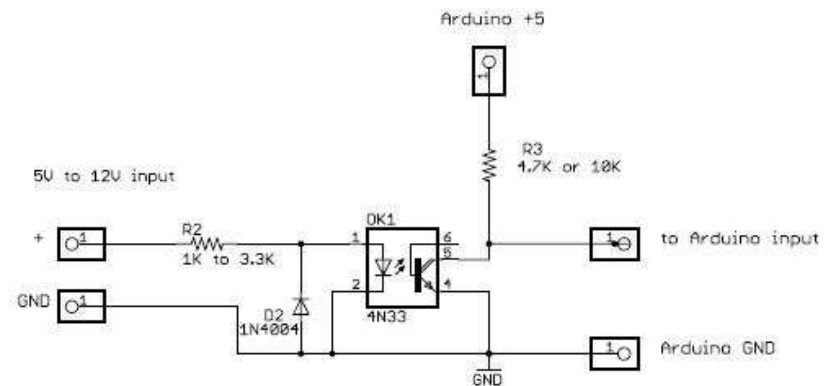 Arduino +5
1
R3
4.7K or 10K
5V to 12V input
+ 1
R2
1K to 3.3K
OK1
1
2
6
5
4
4N33
1
to Arduino input
GND 1
D2
1N4004
1
Arduino GND
GND